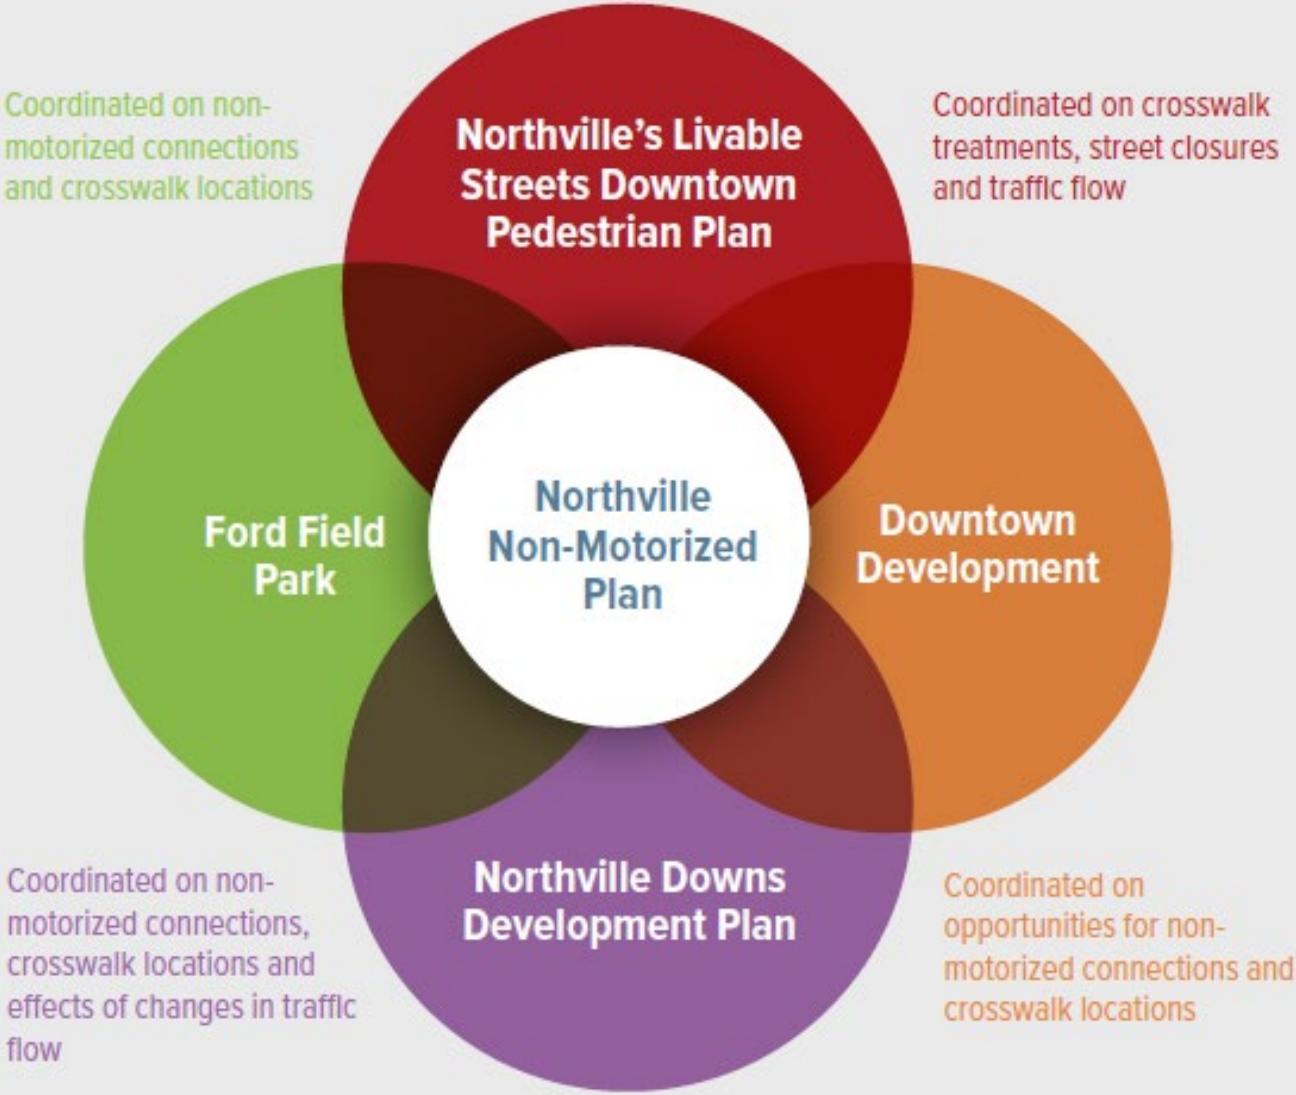 Coordinated on non-
motorized connections
and crosswalk locations
Northville’s Livable
Streets Downtown
Pedestrian Plan
Coordinated on crosswalk
treatments, street closures
and traffic flow
Ford Field
Park
Northville
Non-Motorized
Plan
Downtown
Development
Northville Downs
Development Plan
Coordinated on non-
motorized connections,
crosswalk locations and
effects of changes in traffic
flow
Coordinated on
opportunities for non-
motorized connections and
crosswalk locations